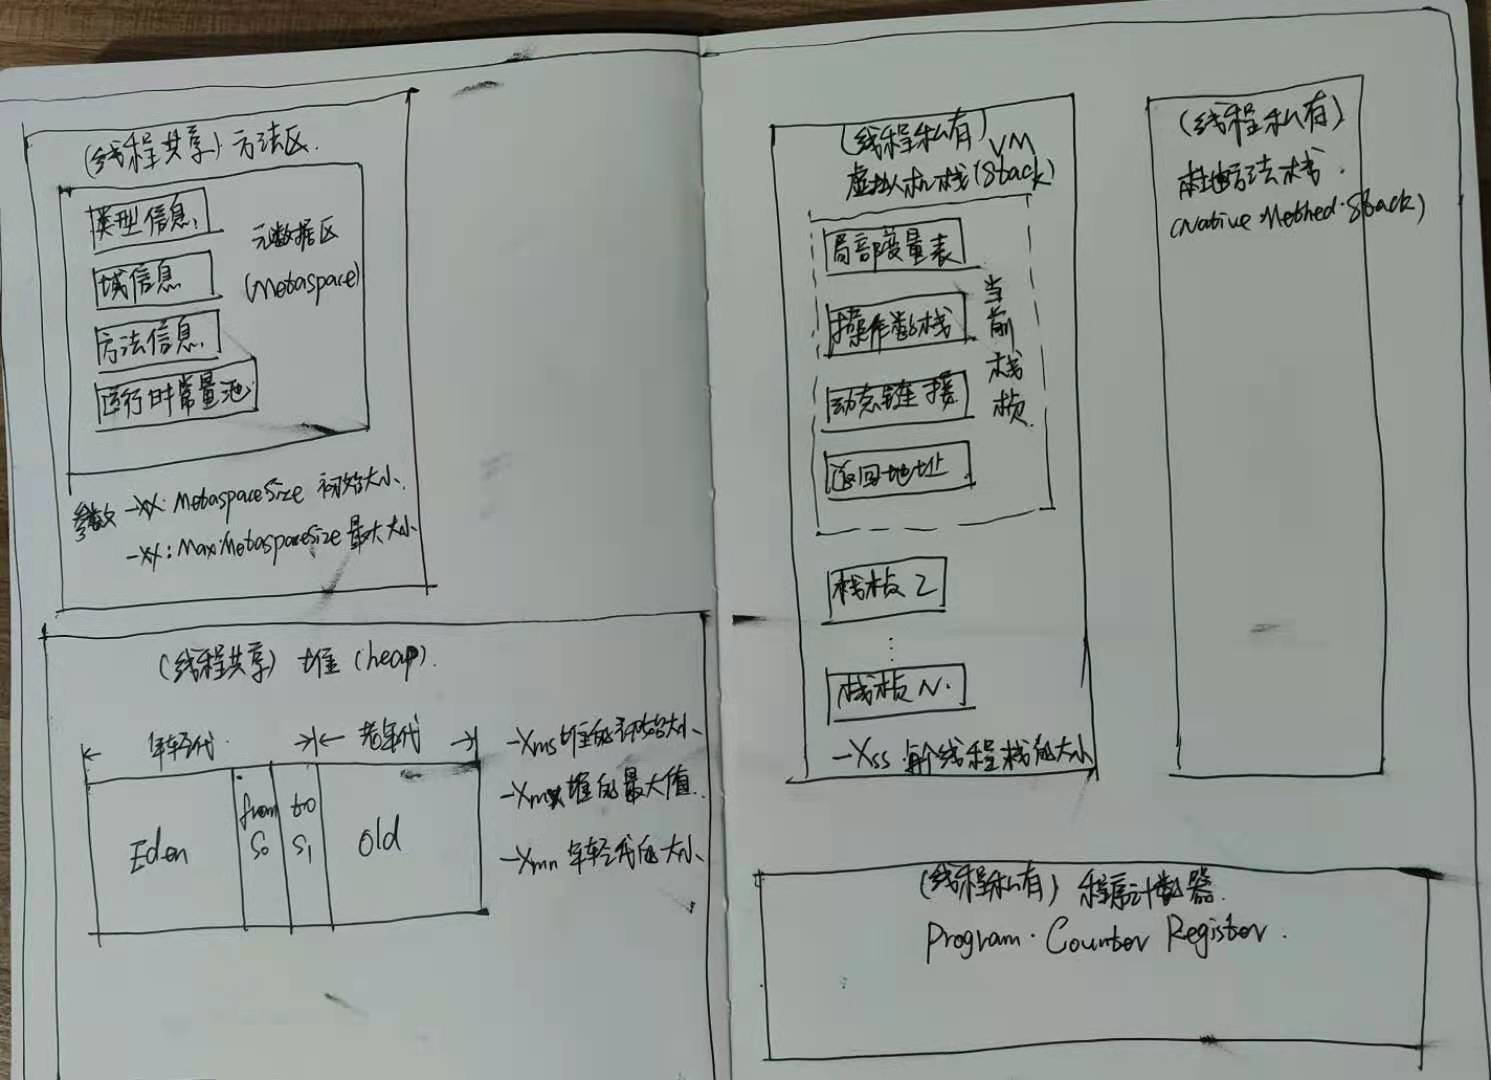 (线程共享) 方法区.
类型信息.
域信息
方法信息.
运行时常量池
元数据区
(Metaspace)
参数 -XX: MetaspaceSize 初始大小.
-XX: MaxMetaspaceSize 最大大小
(线程共享) 堆 (heap).
年轻代.
老年代
Eden
from
S0
to
S1
Old
-Xms 堆的初始大小
-Xmx 堆的最大值.
-Xmn 年轻代的大小
(线程私有) VM
虚拟机栈(Stack)
局部变量表
操作数栈
动态链接
返回地址
当前栈桢
栈桢 2
⋮
栈桢 N.
-Xss 每个线程栈的大小
(线程私有)
本地方法栈.
(Native Method Stack)
(线程私有) 程序计数器.
Program. Counter Register.